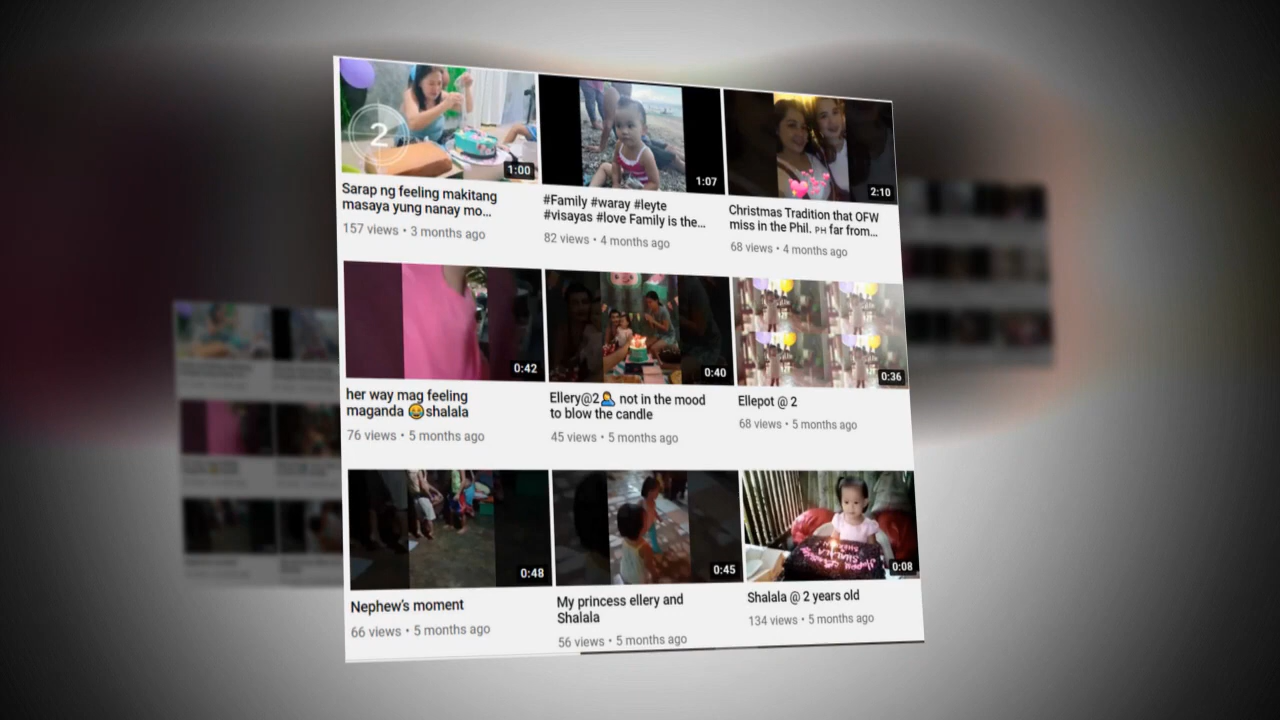 2
1:00
1:07
2:10
Sarap ng feeling makitang
masaya yung nanay mo...
157 views • 3 months ago
#Family #waray #leyte
#visayas #love Family is the...
82 views • 4 months ago
Christmas Tradition that OFW
miss in the Phil. PH far from...
68 views • 4 months ago
0:42
0:40
0:36
her way mag feeling
maganda 😂shalala
76 views • 5 months ago
Ellery@2🤦 not in the mood
to blow the candle
45 views • 5 months ago
Ellepot @ 2
68 views • 5 months ago
0:48
0:45
0:08
Nephew's moment
66 views • 5 months ago
My princess ellery and
Shalala
56 views • 5 months ago
Shalala @ 2 years old
134 views • 5 months ago